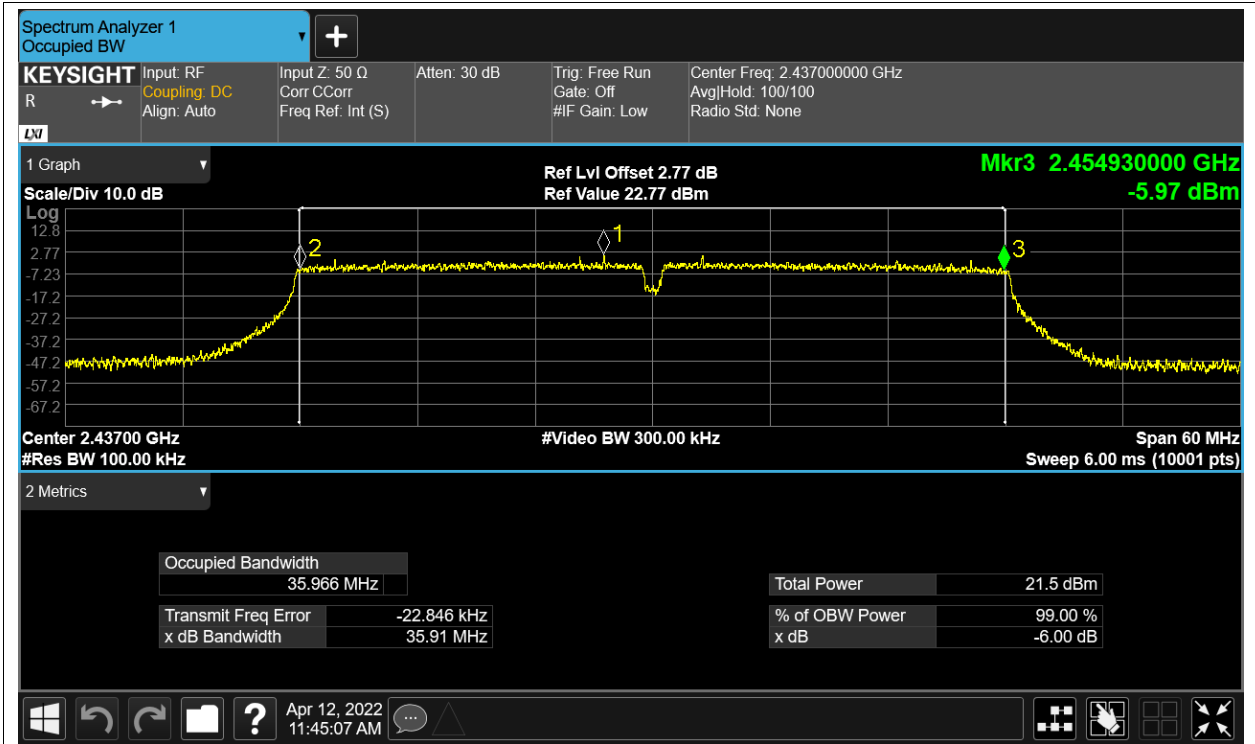 Spectrum Analyzer 1
Occupied BW
KEYSIGHT
R
LXI
Input: RF
Coupling: DC
Align: Auto
Input Z: 50 Ω
Corr CCorr
Freq Ref: Int (S)
Atten: 30 dB
Trig: Free Run
Gate: Off
#IF Gain: Low
Center Freq: 2.437000000 GHz
Avg|Hold: 100/100
Radio Std: None
1 Graph
Scale/Div 10.0 dB
Ref Lvl Offset 2.77 dB
Ref Value 22.77 dBm
Mkr3 2.454930000 GHz
-5.97 dBm
Log
12.8
2.77
-7.23
-17.2
-27.2
-37.2
-47.2
-57.2
-67.2
2
1
3
Center 2.43700 GHz
#Res BW 100.00 kHz
#Video BW 300.00 kHz
Span 60 MHz
Sweep 6.00 ms (10001 pts)
2 Metrics
Occupied Bandwidth
35.966 MHz
Transmit Freq Error -22.846 kHz
x dB Bandwidth 35.91 MHz
Total Power 21.5 dBm
% of OBW Power 99.00 %
x dB -6.00 dB
?
Apr 12, 2022
11:45:07 AM